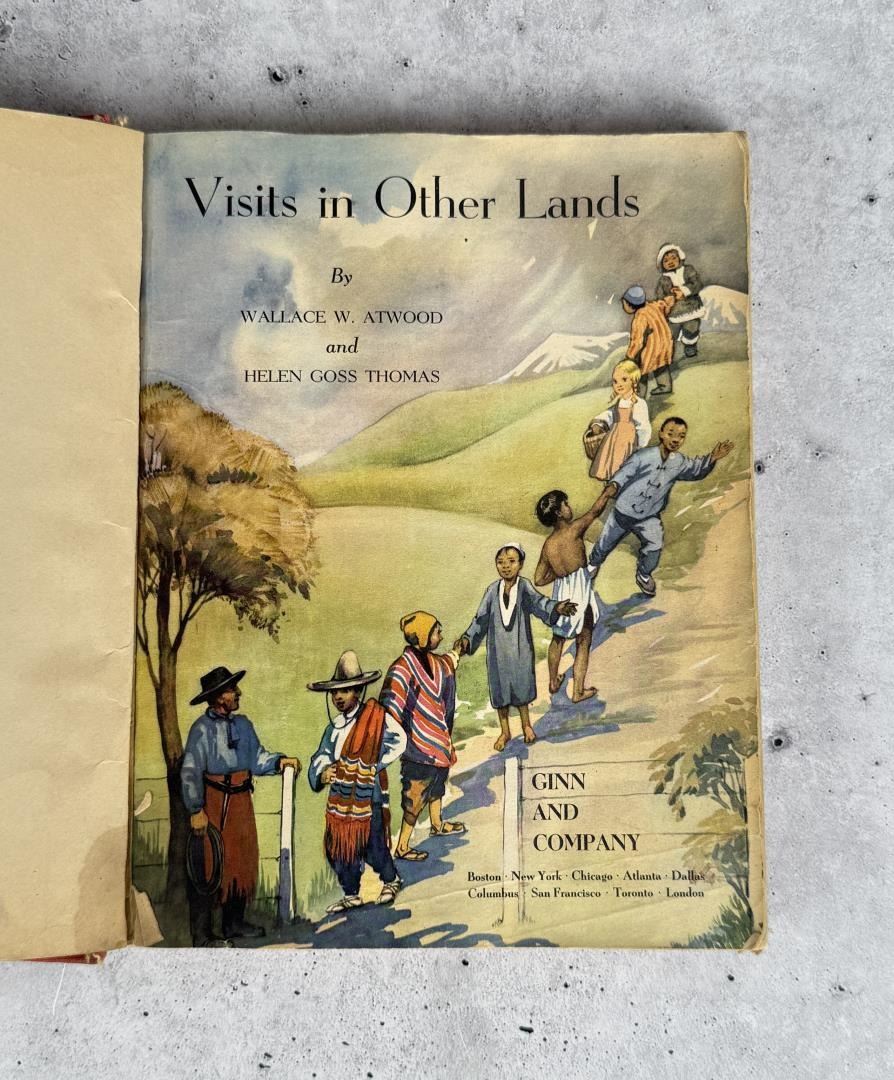 Visits in Other Lands
By
WALLACE W. ATWOOD
and
HELEN GOSS THOMAS
GINN
AND
COMPANY
Boston · New York · Chicago · Atlanta · Dallas
Columbus · San Francisco · Toronto · London